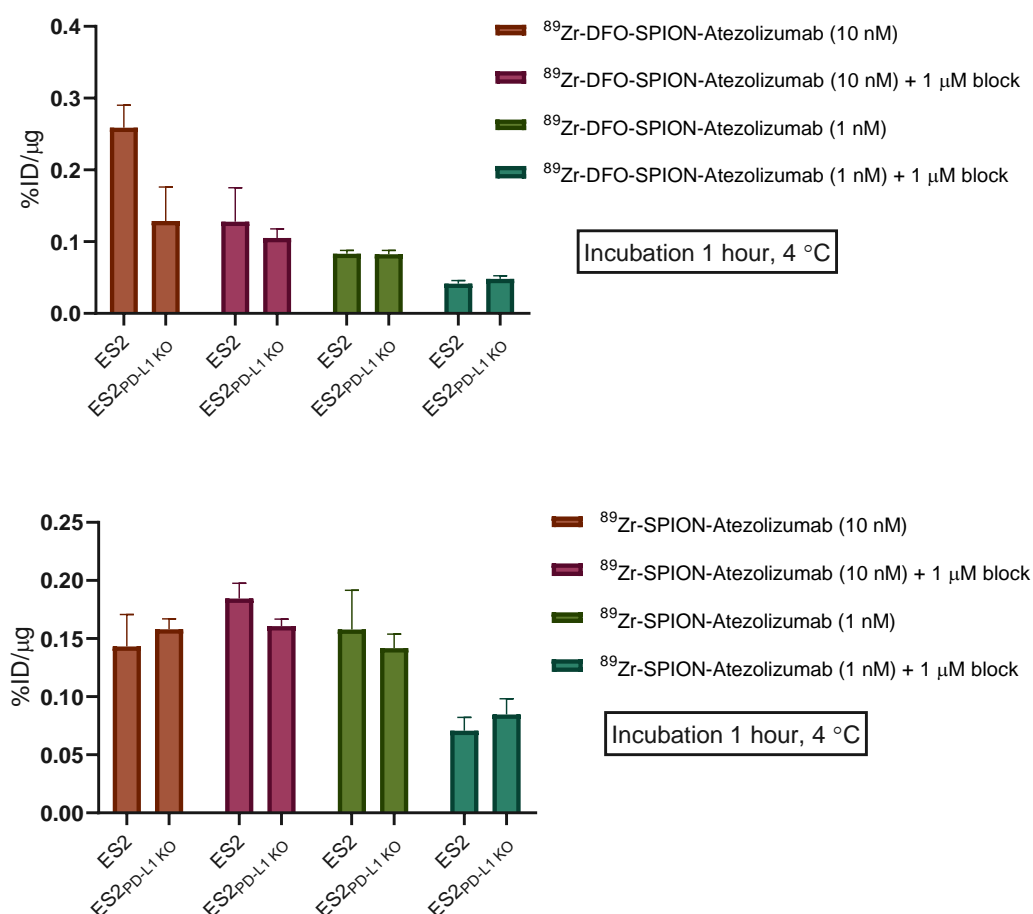 0.4
0.3
0.2
0.1
0.0
%ID/μg
ES2
ES2PD-L1 KO
ES2
ES2PD-L1 KO
ES2
ES2PD-L1 KO
ES2
ES2PD-L1 KO
⁸⁹Zr-DFO-SPION-Atezolizumab (10 nM)
⁸⁹Zr-DFO-SPION-Atezolizumab (10 nM) + 1 μM block
⁸⁹Zr-DFO-SPION-Atezolizumab (1 nM)
⁸⁹Zr-DFO-SPION-Atezolizumab (1 nM) + 1 μM block
Incubation 1 hour, 4 °C
0.25
0.20
0.15
0.10
0.05
0.00
%ID/μg
ES2
ES2PD-L1 KO
ES2
ES2PD-L1 KO
ES2
ES2PD-L1 KO
ES2
ES2PD-L1 KO
⁸⁹Zr-SPION-Atezolizumab (10 nM)
⁸⁹Zr-SPION-Atezolizumab (10 nM) + 1 μM block
⁸⁹Zr-SPION-Atezolizumab (1 nM)
⁸⁹Zr-SPION-Atezolizumab (1 nM) + 1 μM block
Incubation 1 hour, 4 °C